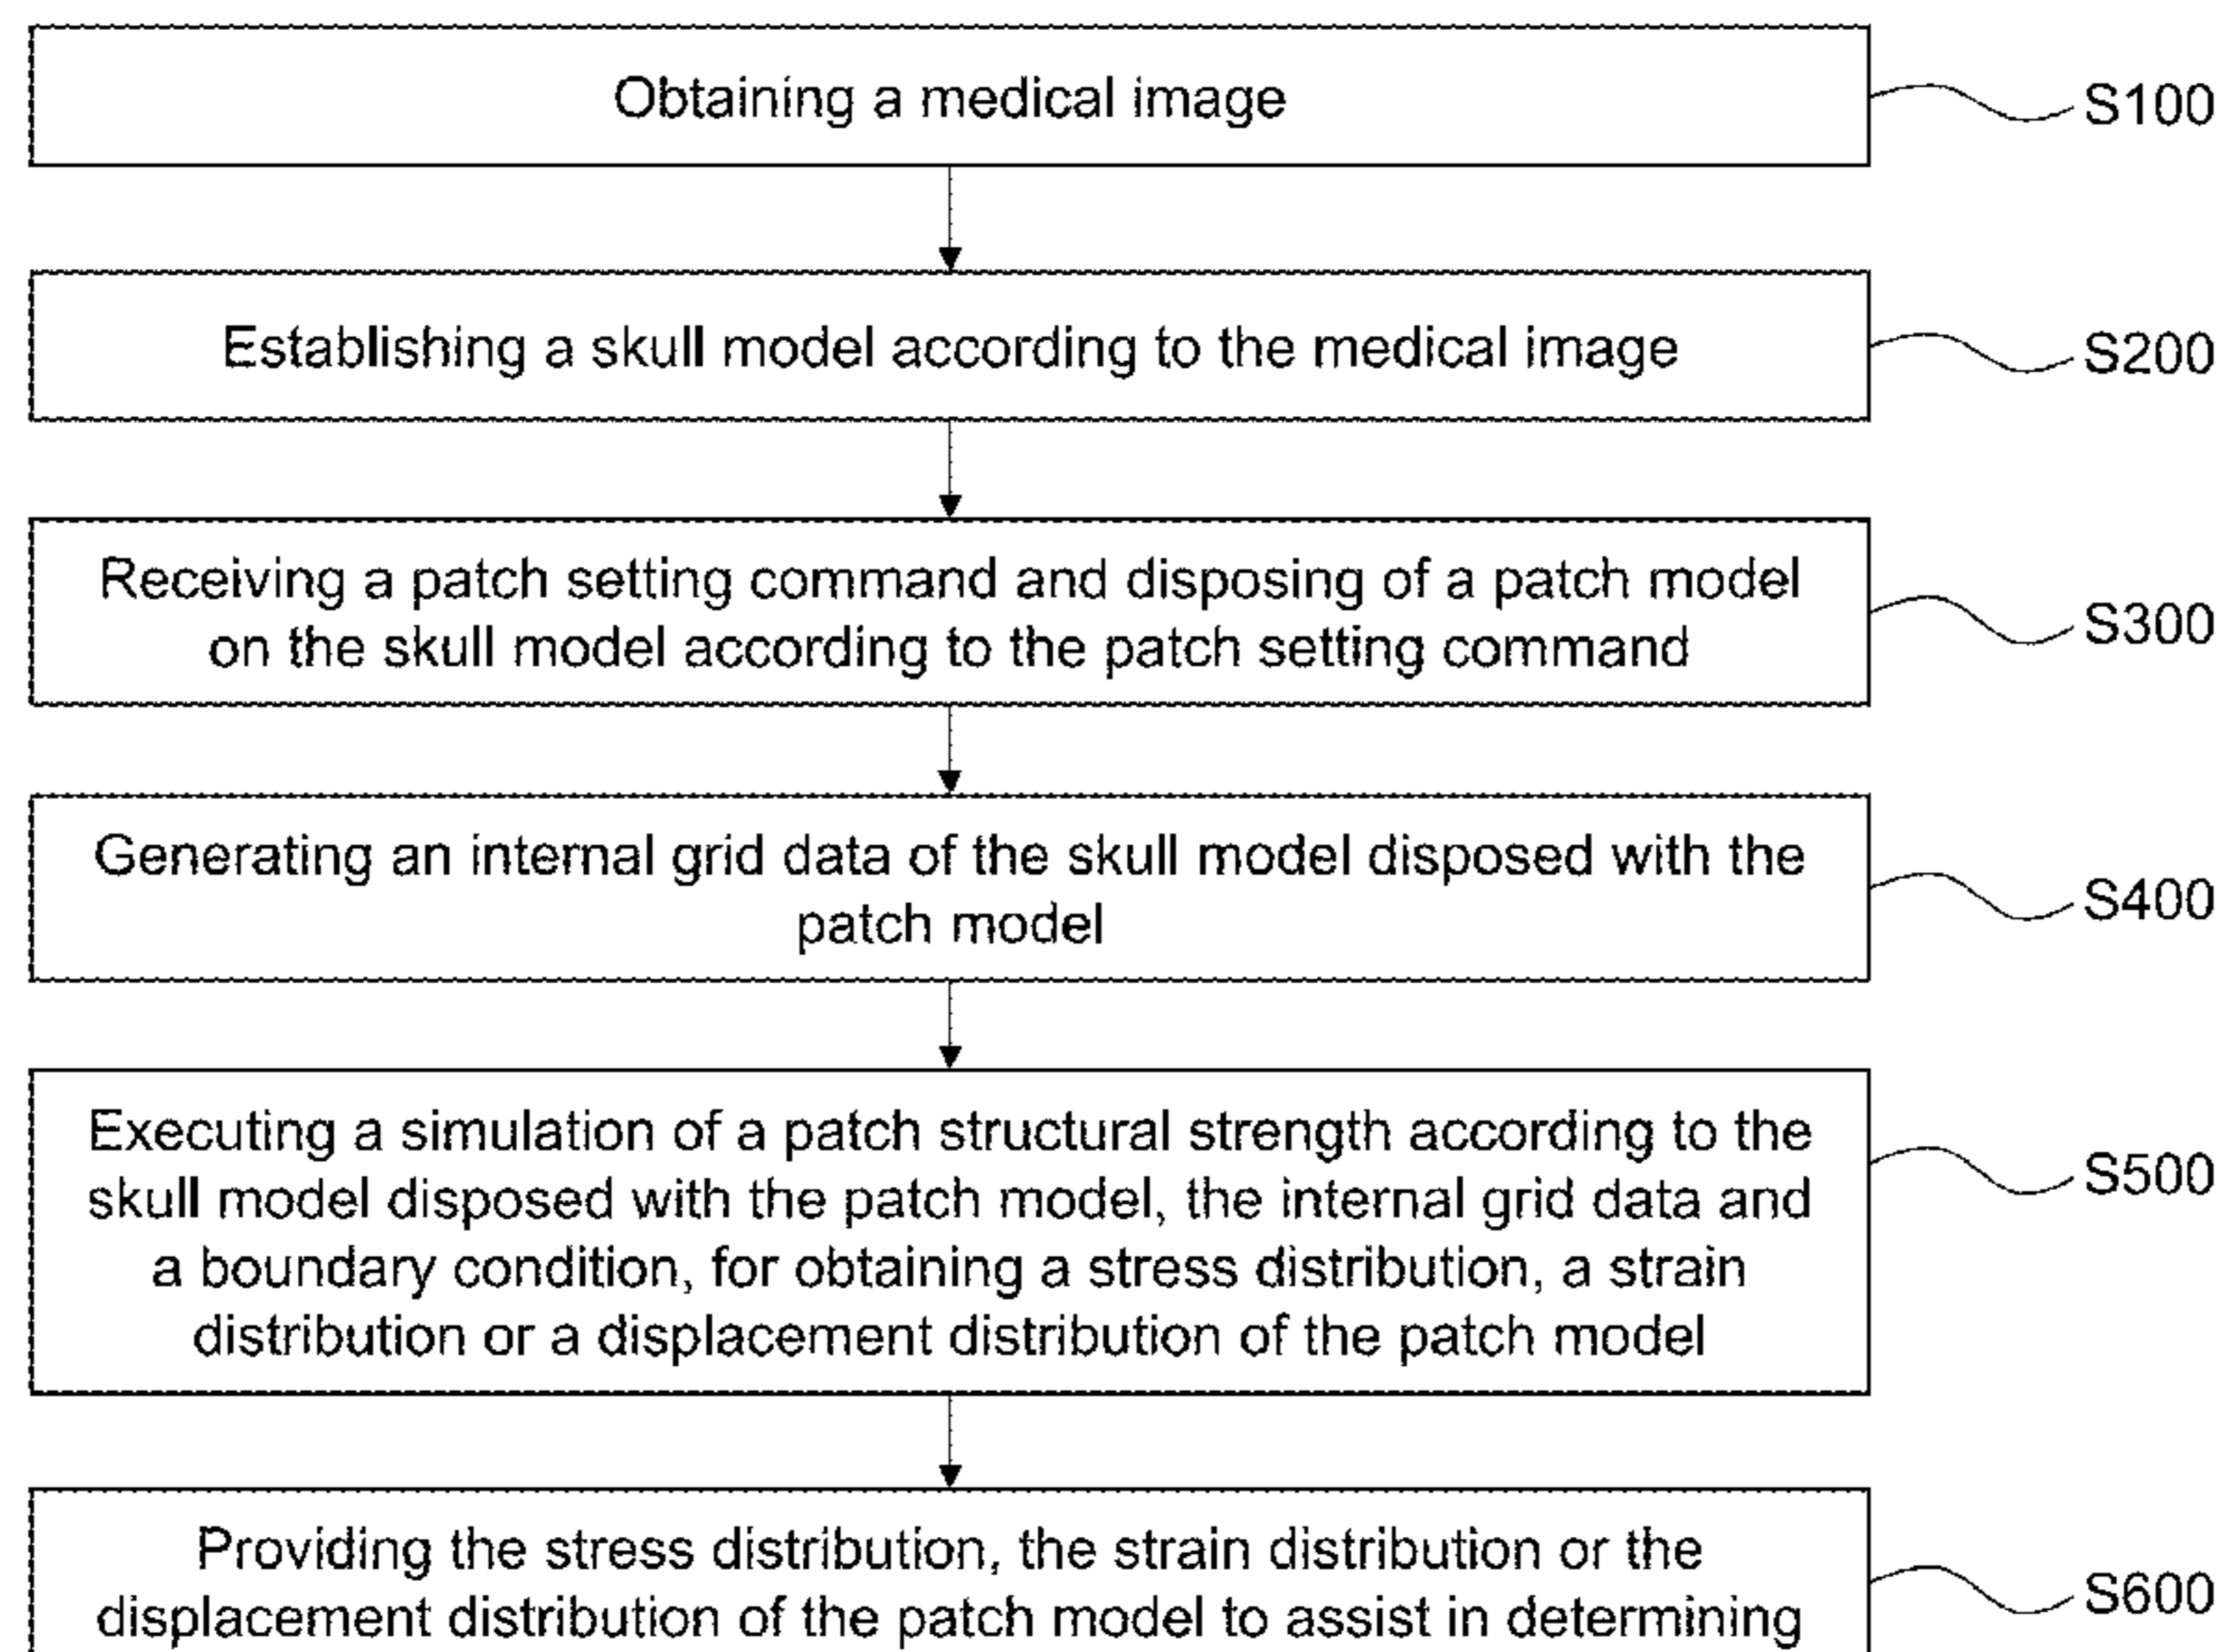 Obtaining a medical image
S100
Establishing a skull model according to the medical image
S200
Receiving a patch setting command and disposing of a patch model
on the skull model according to the patch setting command
S300
Generating an internal grid data of the skull model disposed with the
patch model
S400
Executing a simulation of a patch structural strength according to the
skull model disposed with the patch model, the internal grid data and
a boundary condition, for obtaining a stress distribution, a strain
distribution or a displacement distribution of the patch model
S500
Providing the stress distribution, the strain distribution or the
displacement distribution of the patch model to assist in determining
S600